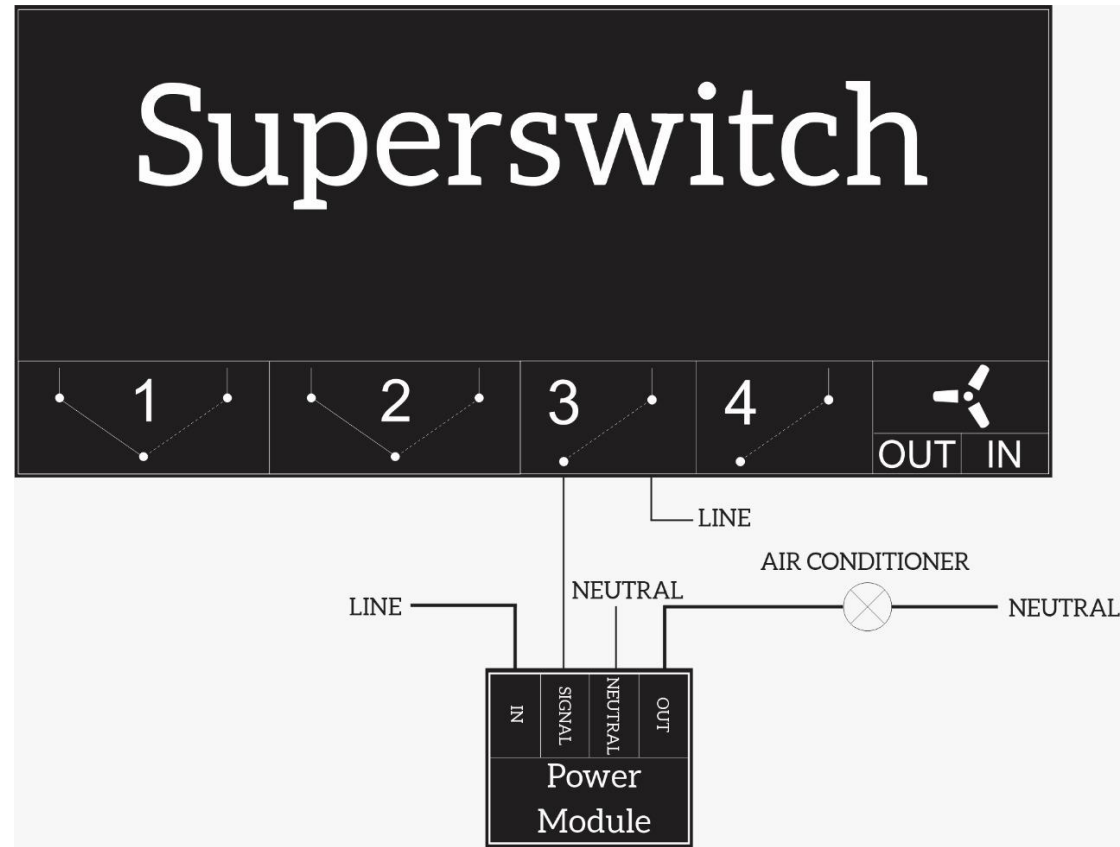 Superswitch
1
2
3
4
OUT
IN
LINE
AIR CONDITIONER
LINE
NEUTRAL
NEUTRAL
IN
SIGNAL
NEUTRAL
OUT
Power
Module